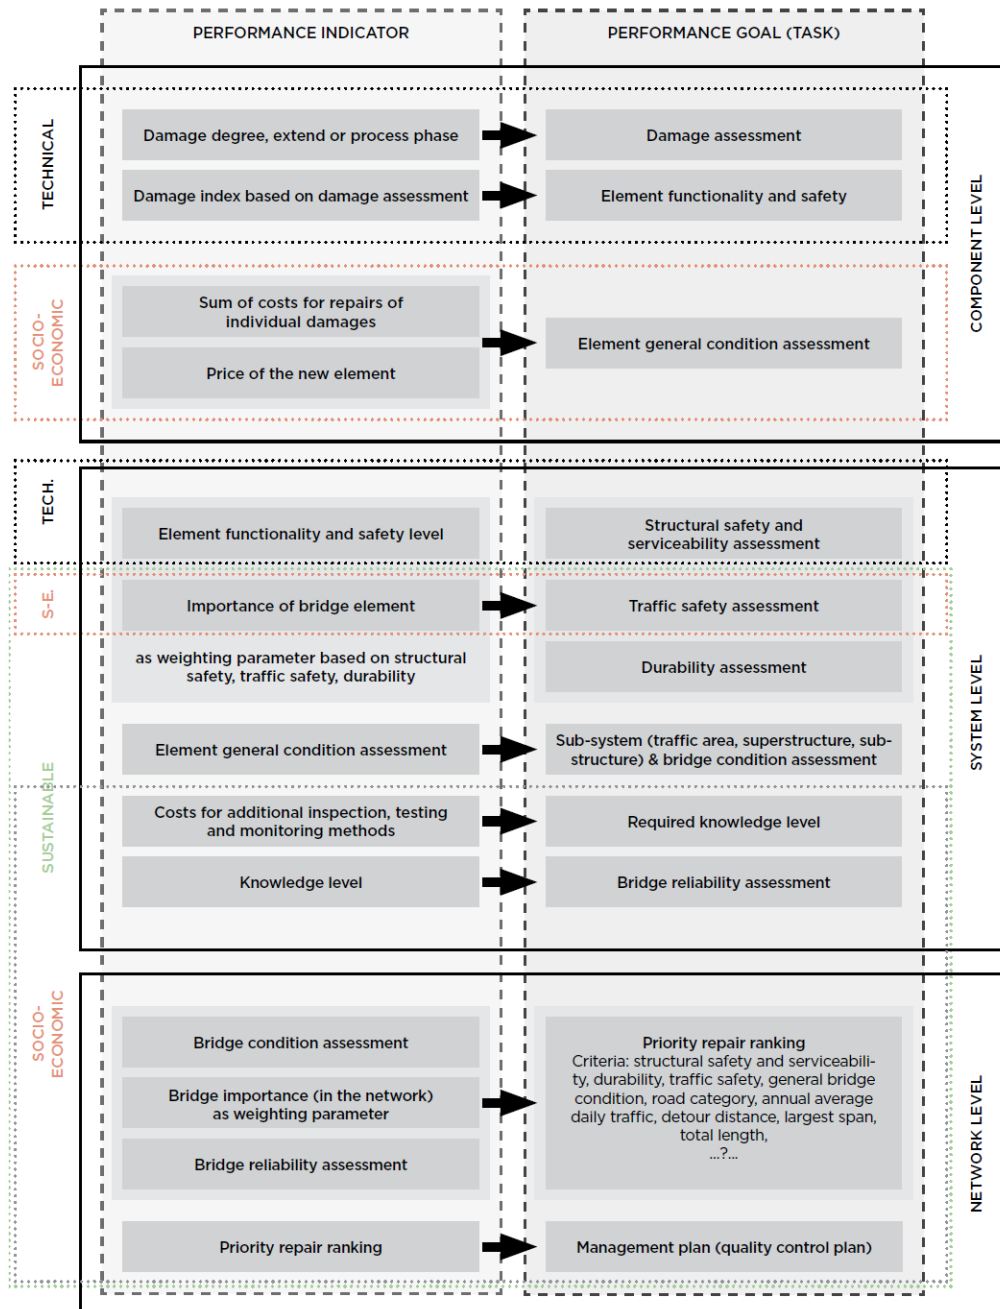 PERFORMANCE INDICATOR
PERFORMANCE GOAL (TASK)
TECHNICAL
Damage degree, extend or process phase
Damage assessment
Damage index based on damage assessment
Element functionality and safety
COMPONENT LEVEL
SOCIO-
ECONOMIC
Sum of costs for repairs of
individual damages
Price of the new element
Element general condition assessment
TECH.
Element functionality and safety level
Structural safety and
serviceability assessment
S-E.
Importance of bridge element
Traffic safety assessment
as weighting parameter based on structural
safety, traffic safety, durability
Durability assessment
SYSTEM LEVEL
Element general condition assessment
Sub-system (traffic area, superstructure, sub-
structure) & bridge condition assessment
SUSTAINABLE
Costs for additional inspection, testing
and monitoring methods
Required knowledge level
Knowledge level
Bridge reliability assessment
SOCIO-
ECONOMIC
Bridge condition assessment
Bridge importance (in the network)
as weighting parameter
Bridge reliability assessment
Priority repair ranking
Criteria: structural safety and serviceabili-
ty, durability, traffic safety, general bridge
condition, road category, annual average
daily traffic, detour distance, largest span,
total length,
...?...
NETWORK LEVEL
Priority repair ranking
Management plan (quality control plan)